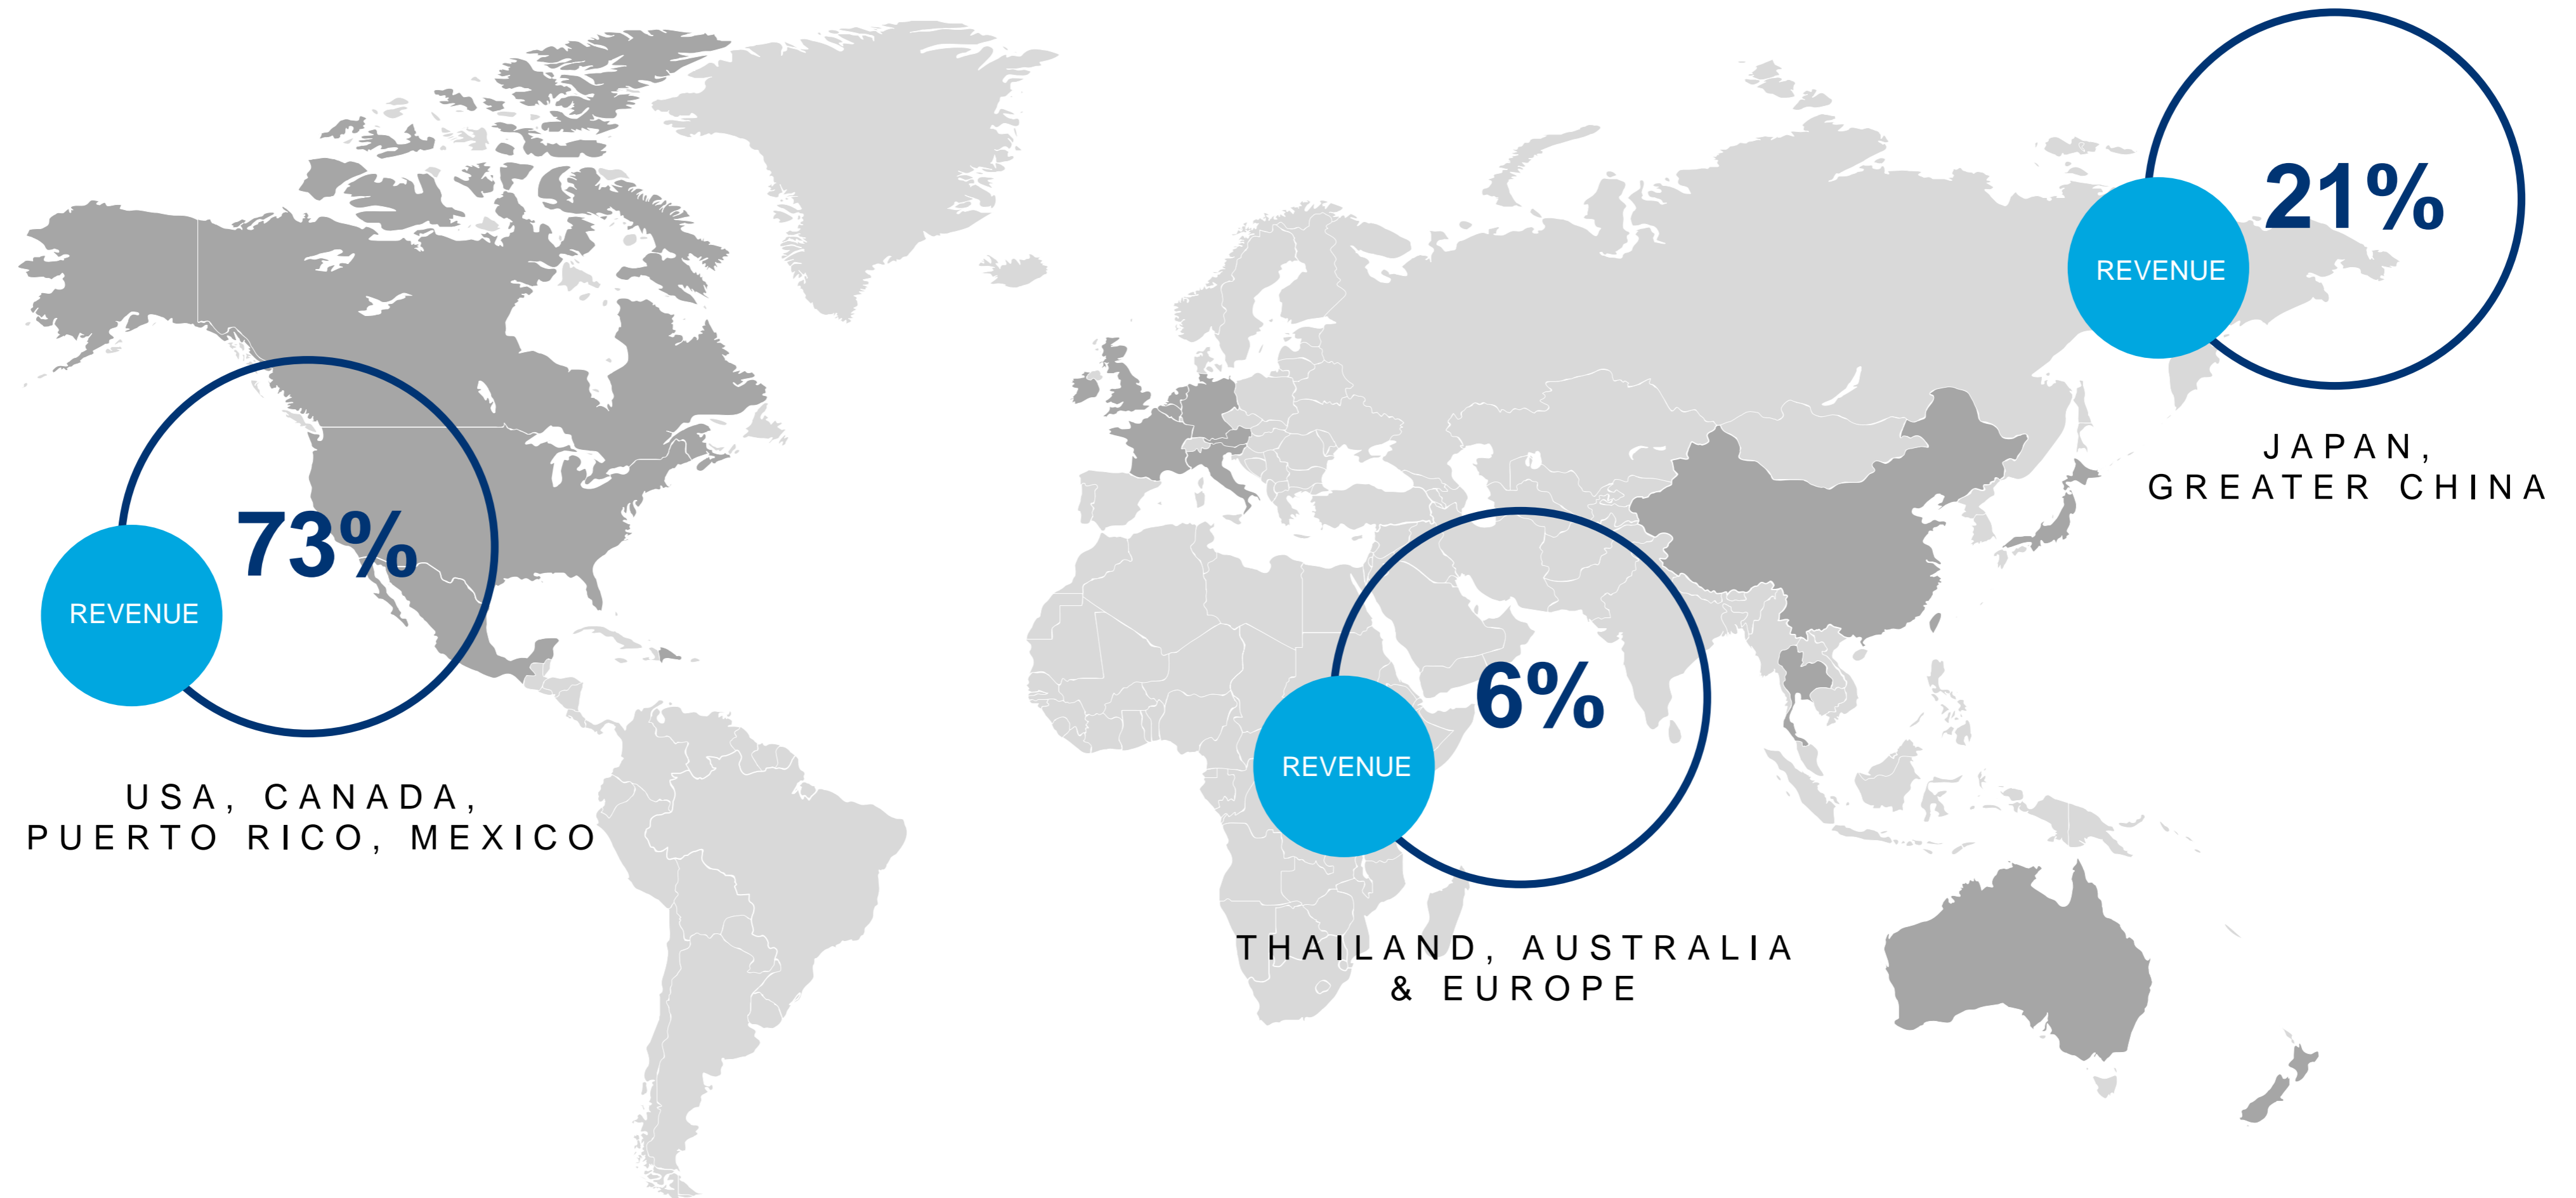 21%
REVENUE
JAPAN,
GREATER CHINA
73%
REVENUE
USA, CANADA,
PUERTO RICO, MEXICO
6%
REVENUE
THAILAND, AUSTRALIA
& EUROPE